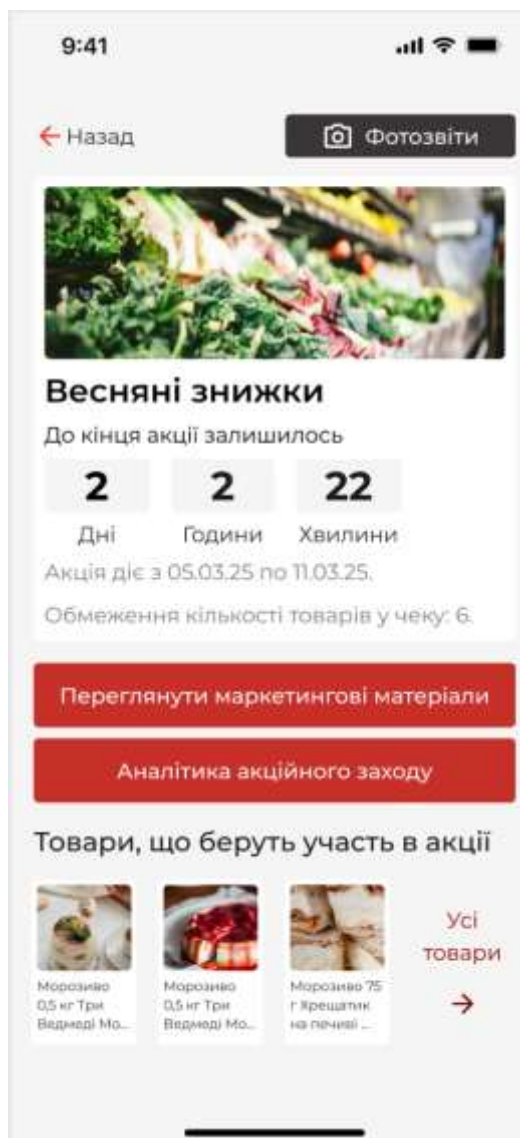 9:41
Назад
Фотозвіти
Весняні знижки
До кінця акції залишилось
2 2 22
Дні Години Хвилини
Акція діє з 05.03.25 по 11.03.25.
Обмеження кількості товарів у чеку: 6.
Переглянути маркетингові матеріали
Аналітика акційного заходу
Товари, що беруть участь в акції
Морозиво
0,5 кг Три
Ведмеді Мо...
Морозиво
0,5 кг Три
Ведмеді Мо...
Морозиво 75
г Хрещатик
на печиві ...
Усі
товари